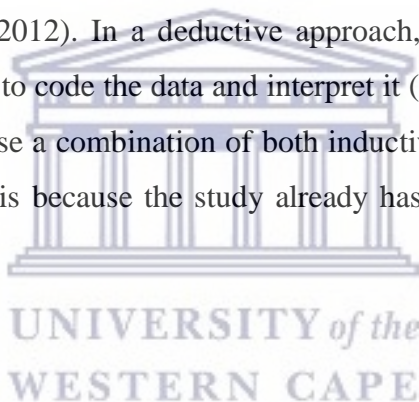 2012). In a deductive approach,
to code the data and interpret it (
se a combination of both inductiv
is because the study already has
UNIVERSITY of the
WESTERN CAPE